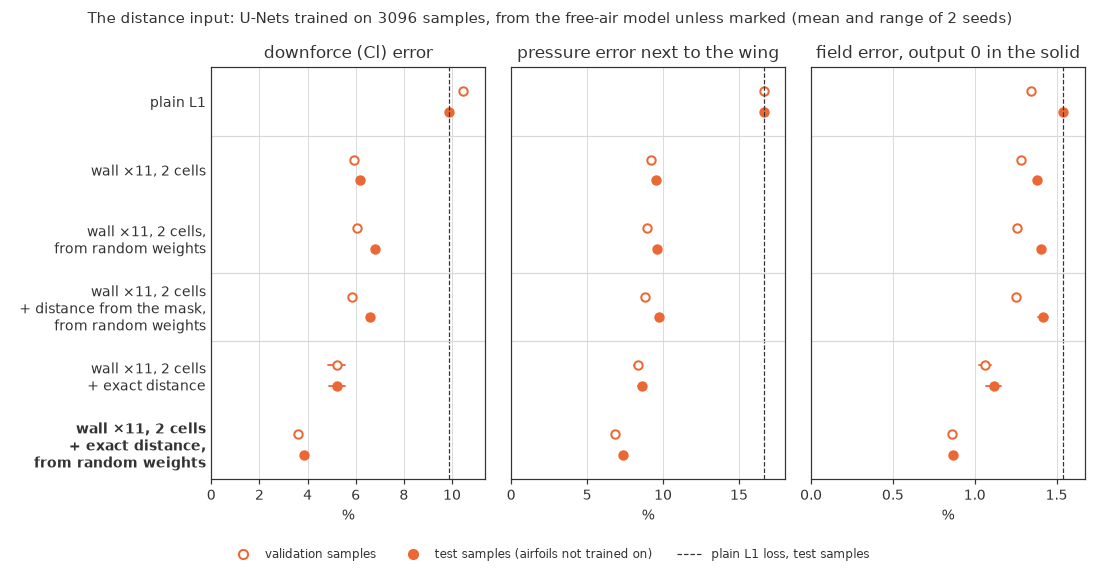 The distance input: U-Nets trained on 3096 samples, from the free-air model unless marked (mean and range of 2 seeds)
downforce (Cl) error
pressure error next to the wing
field error, output 0 in the solid
plain L1
wall ×11, 2 cells
wall ×11, 2 cells,
from random weights
wall ×11, 2 cells
+ distance from the mask,
from random weights
wall ×11, 2 cells
+ exact distance
wall ×11, 2 cells
+ exact distance,
from random weights
0 2 4 6 8 10
0 5 10 15
0.0 0.5 1.0 1.5
%
%
%
validation samples
test samples (airfoils not trained on)
plain L1 loss, test samples